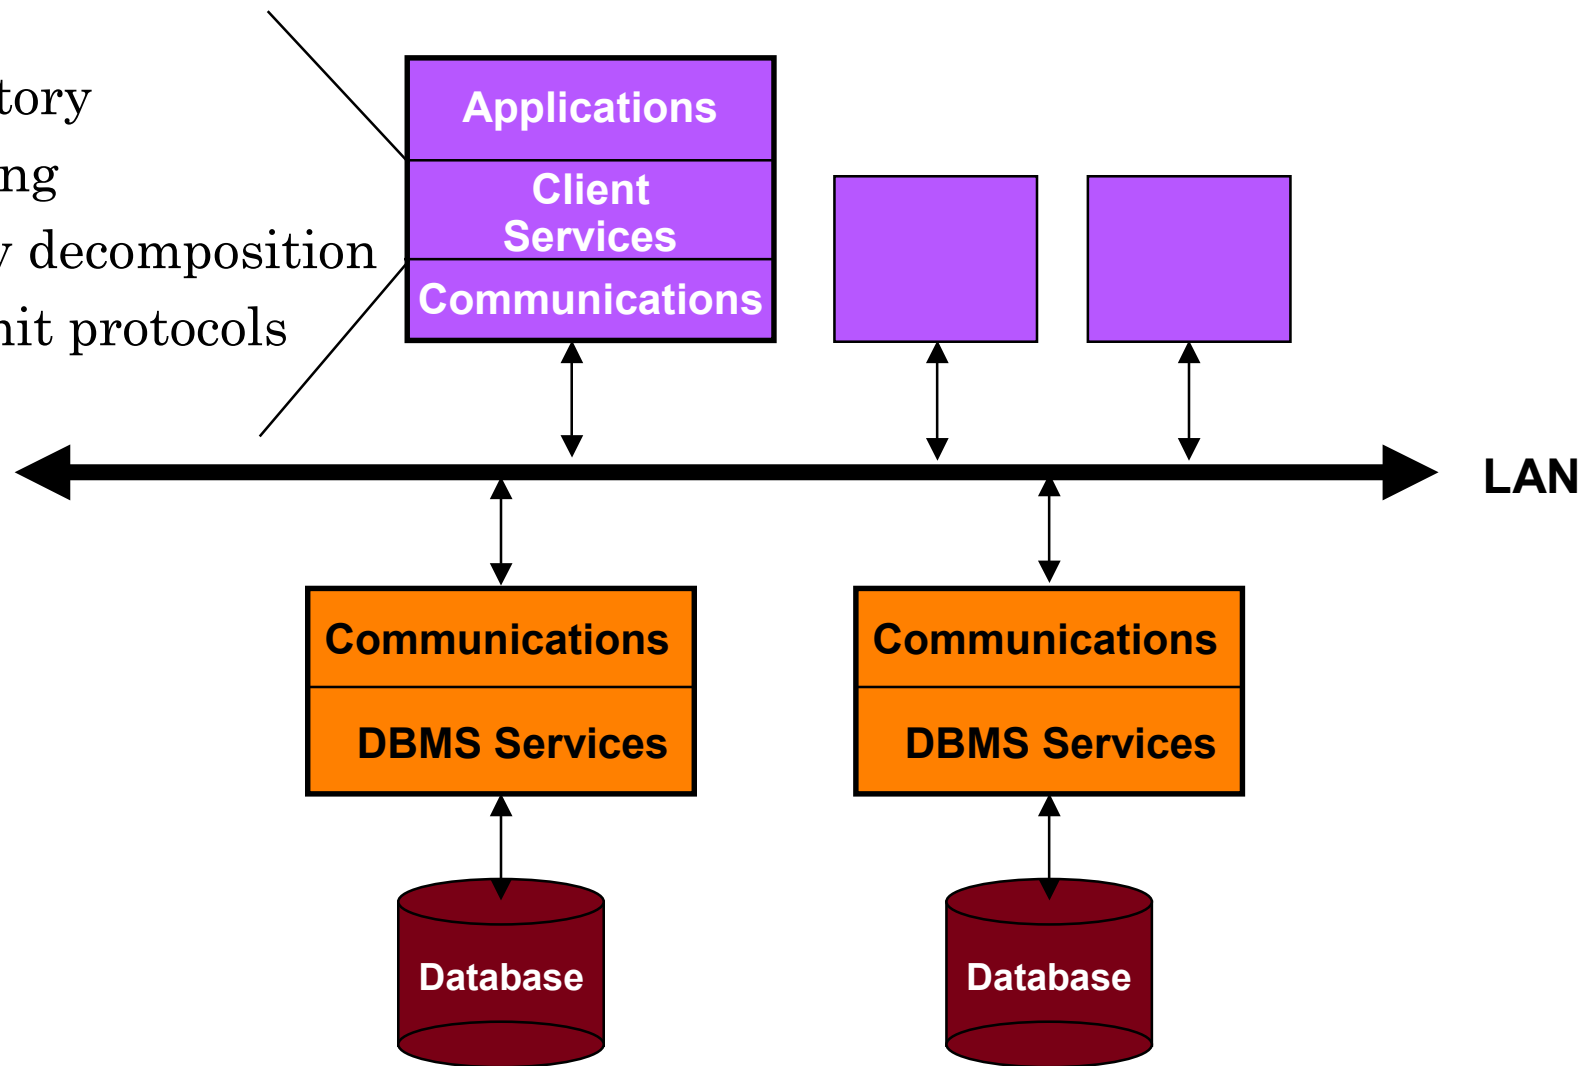 tory
ng
y decomposition
nit protocols
Applications
Client
Services
Communications
LAN
Communications
DBMS Services
Communications
DBMS Services
Database
Database